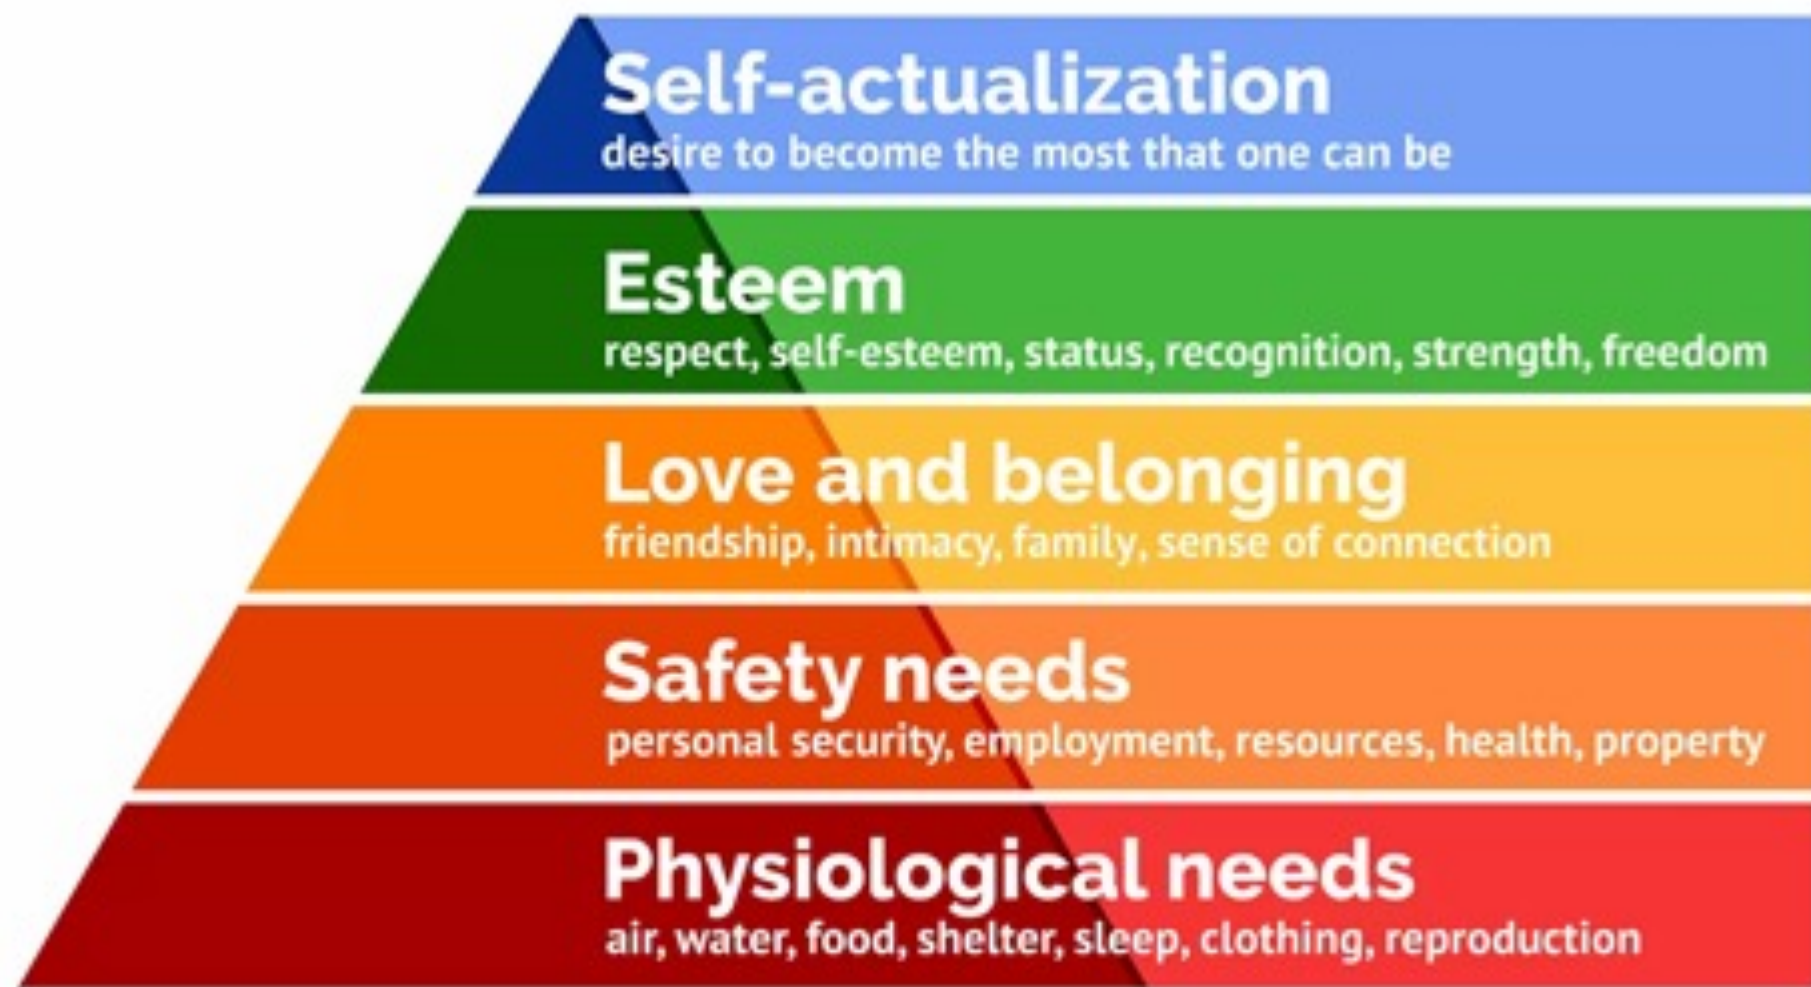 Self-actualization
desire to become the most that one can be
Esteem
respect, self-esteem, status, recognition, strength, freedom
Love and belonging
friendship, intimacy, family, sense of connection
Safety needs
personal security, employment, resources, health, property
Physiological needs
air, water, food, shelter, sleep, clothing, reproduction